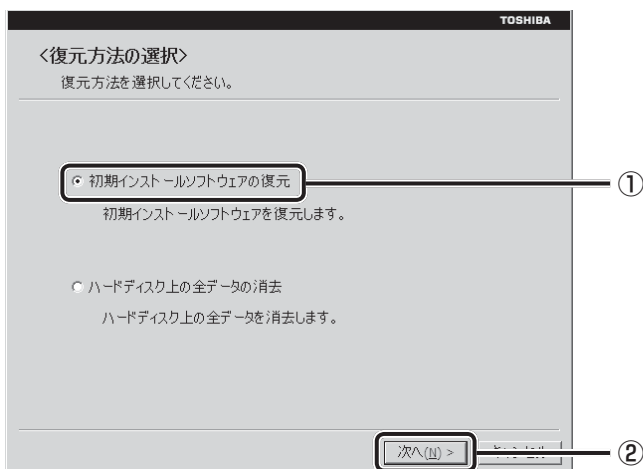 TOSHIBA
<復元方法の選択>
復元方法を選択してください。
初期インストールソフトウェアの復元
①
初期インストールソフトウェアを復元します。
ハードディスク上の全データの消去
ハードディスク上の全データを消去します。
次へ(N) >
②